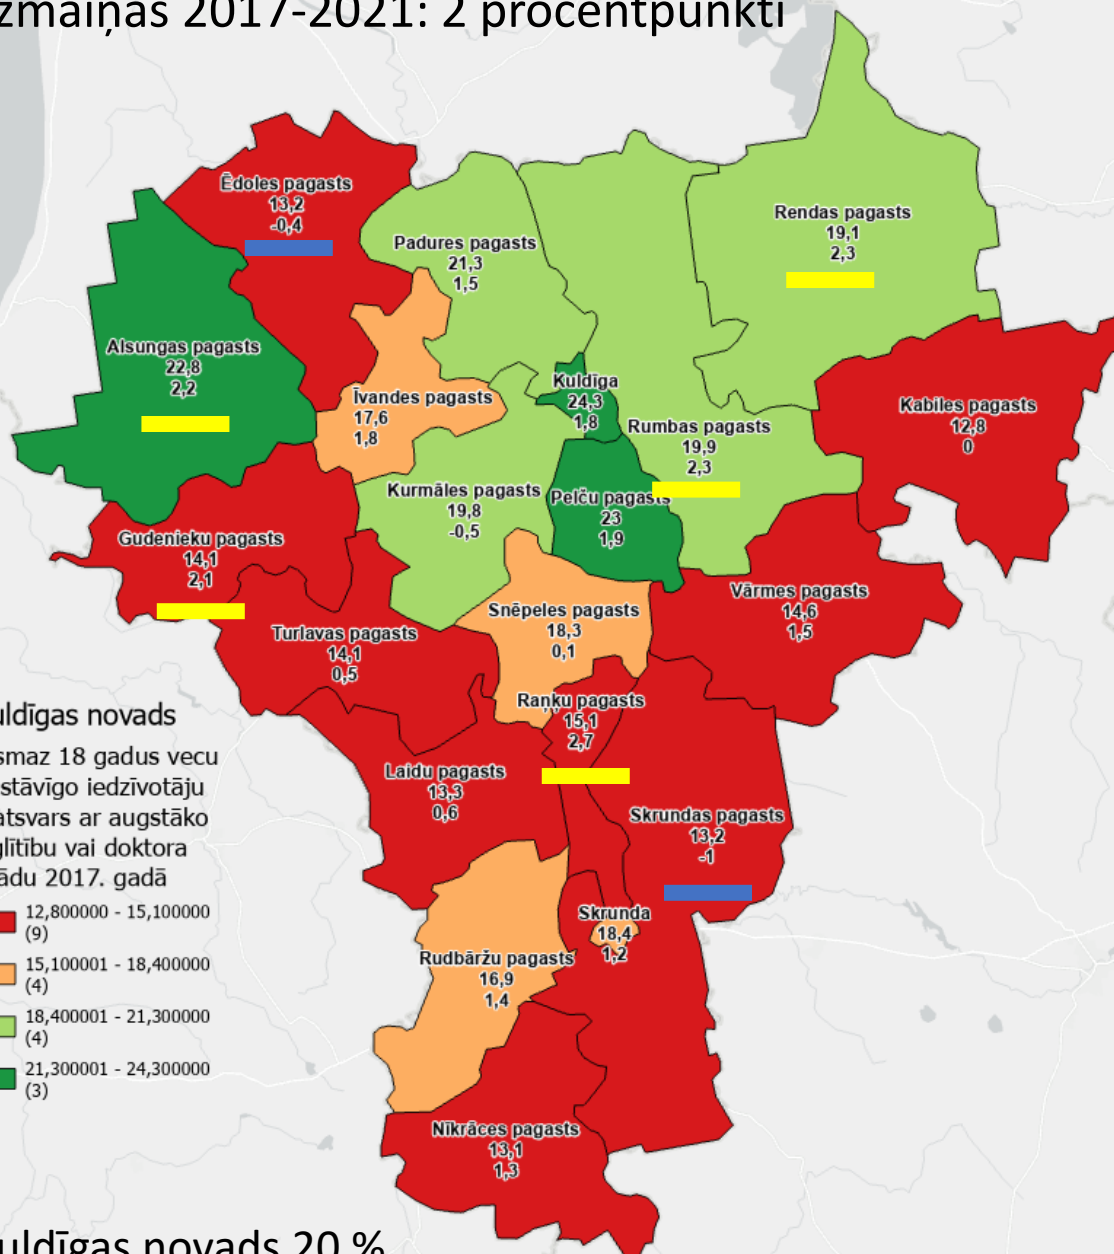 zmaiņas 2017-2021: 2 procentpunkti
Ēdoles pagasts
13,2
-0,4
Padures pagasts
21,3
1,5
Rendas pagasts
19,1
2,3
Alsungas pagasts
22,8
2,2
Īvandes pagasts
17,6
1,8
Kuldīga
24,3
1,8
Rumbas pagasts
19,9
2,3
Kabiles pagasts
12,8
0
Kurmāles pagasts
19,8
-0,5
Pelču pagasts
23
1,9
Gudenieku pagasts
14,1
2,1
Snēpeles pagasts
18,3
0,1
Vārmes pagasts
14,6
1,5
Turlavas pagasts
14,1
0,5
Raņķu pagasts
15,1
2,7
Laidu pagasts
13,3
0,6
Skrundas pagasts
13,2
-1
Skrunda
18,4
1,2
Rudbāržu pagasts
16,9
1,4
Nīkrāces pagasts
13,1
1,3
uldīgas novads
smaz 18 gadus vecu
stāvīgo iedzīvotāju
atsvars ar augstāko
glītību vai doktora
ādu 2017. gadā
12,800000 - 15,100000
(9)
15,100001 - 18,400000
(4)
18,400001 - 21,300000
(4)
21,300001 - 24,300000
(3)
uldīgas novads 20 %